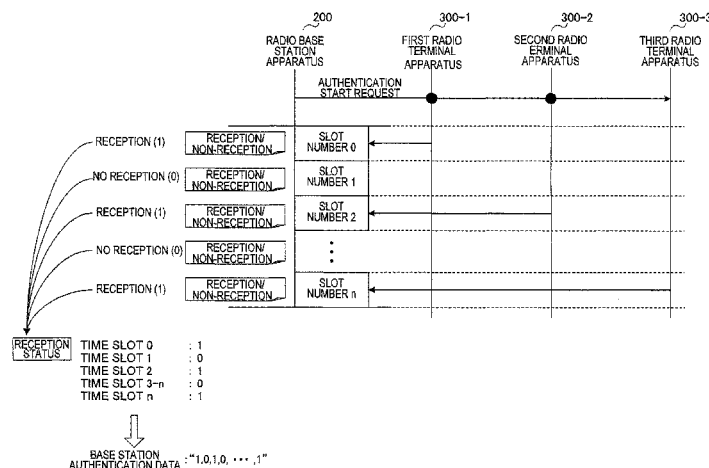 200
300-1
300-2
300-3
RADIO BASE
STATION
APPARATUS
FIRST RADIO
TERMINAL
APPARATUS
SECOND RADIO
ERMINAL
APPARATUS
THIRD RADIO
TERMINAL
APPARATUS
AUTHENTICATION
START REQUEST
RECEPTION (1)
RECEPTION/
NON-RECEPTION
SLOT
NUMBER 0
NO RECEPTION (0)
RECEPTION/
NON-RECEPTION
SLOT
NUMBER 1
RECEPTION (1)
RECEPTION/
NON-RECEPTION
SLOT
NUMBER 2
NO RECEPTION (0)
RECEPTION/
NON-RECEPTION
RECEPTION (1)
RECEPTION/
NON-RECEPTION
SLOT
NUMBER n
RECEPTION
STATUS
TIME SLOT 0 : 1
TIME SLOT 1 : 0
TIME SLOT 2 : 1
TIME SLOT 3-n : 0
TIME SLOT n : 1
BASE STATION
AUTHENTICATION DATA : "1,0,1,0, ··· ,1"